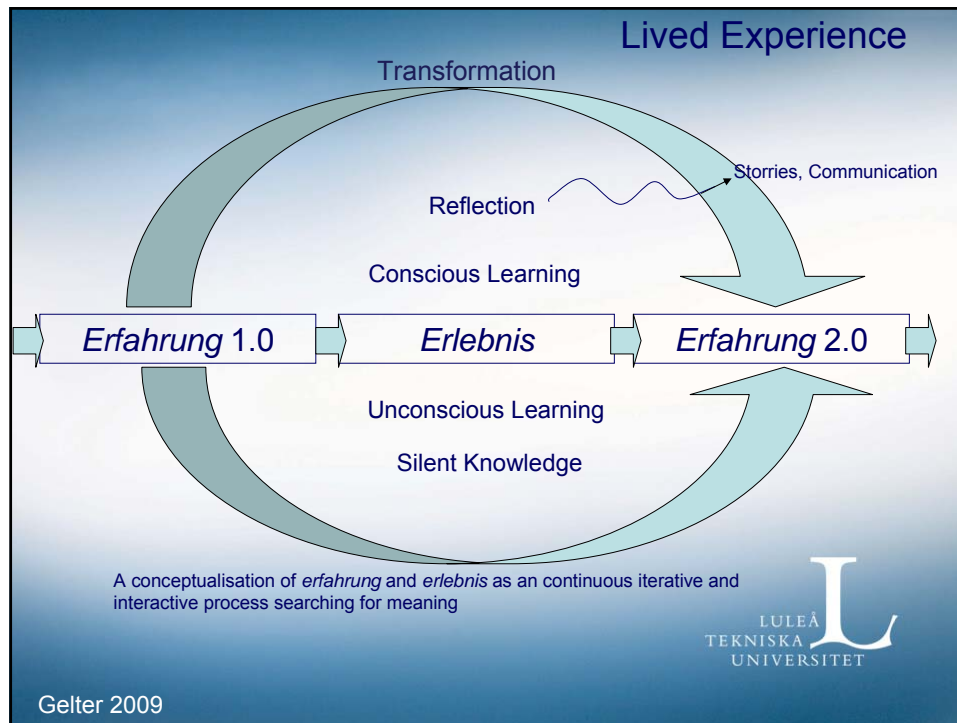 Lived Experience
Transformation
Storries, Communication
Reflection
Conscious Learning
Erfahrung 1.0
Erlebnis
Erfahrung 2.0
Unconscious Learning
Silent Knowledge
A conceptualisation of erfahrung and erlebnis as an continuous iterative and
interactive process searching for meaning
LULEÅ
TEKNISKA
UNIVERSITET
L
Gelter 2009